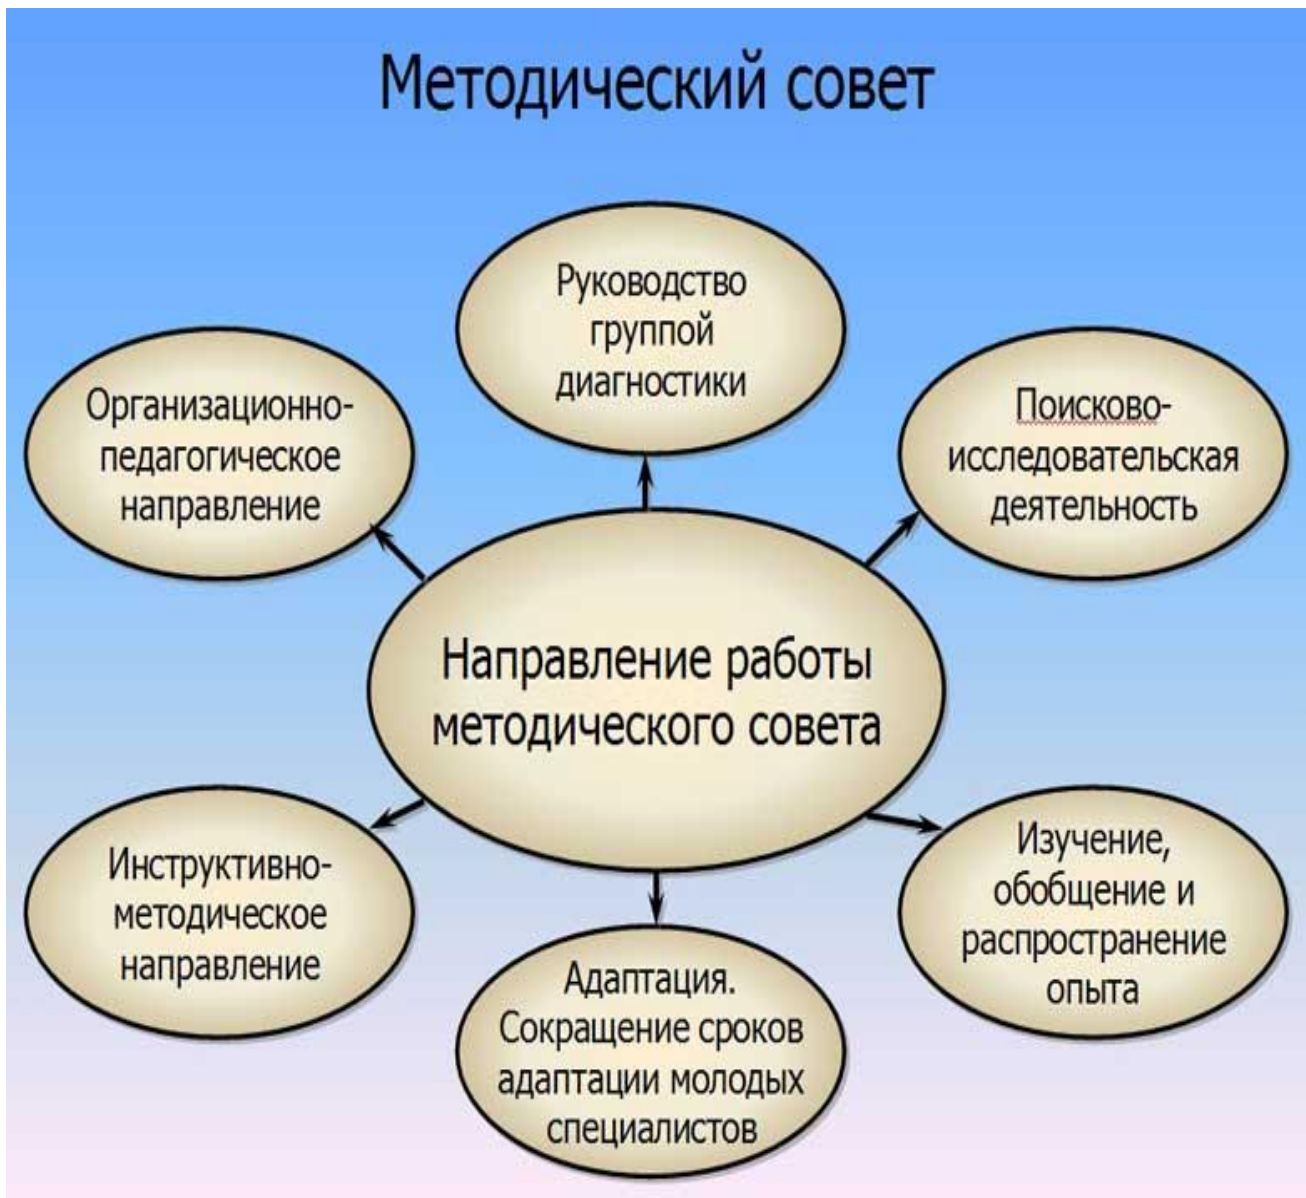 Методический совет
Руководство
группой
диагностики
Организационно-
педагогическое
направление
Поисково-
исследовательская
деятельность
Направление работы
методического совета
Инструктивно-
методическое
направление
Изучение,
обобщение и
распространение
опыта
Адаптация.
Сокращение сроков
адаптации молодых
специалистов